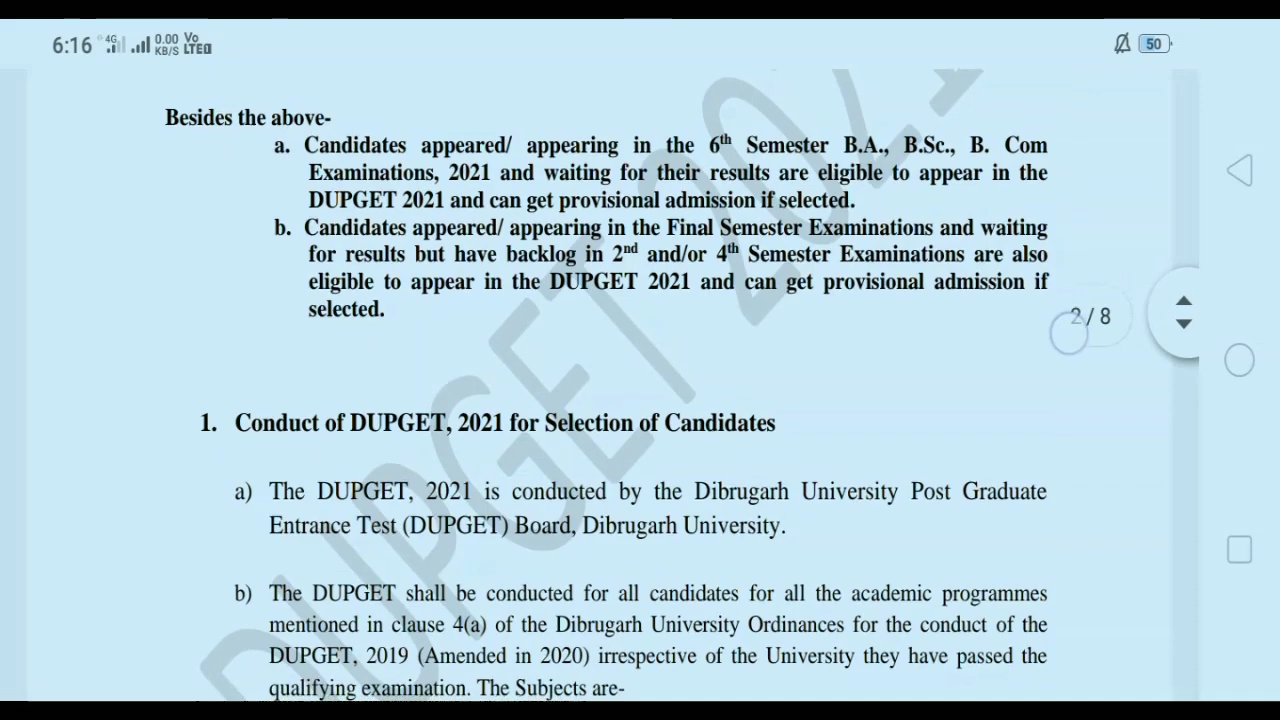 6:16 4G 0.00 KB/S Vo LTE 50
Besides the above-
a. Candidates appeared/ appearing in the 6th Semester B.A., B.Sc., B. Com
Examinations, 2021 and waiting for their results are eligible to appear in the
DUPGET 2021 and can get provisional admission if selected.
b. Candidates appeared/ appearing in the Final Semester Examinations and waiting
for results but have backlog in 2nd and/or 4th Semester Examinations are also
eligible to appear in the DUPGET 2021 and can get provisional admission if
selected.
2/8
1. Conduct of DUPGET, 2021 for Selection of Candidates
a) The DUPGET, 2021 is conducted by the Dibrugarh University Post Graduate
Entrance Test (DUPGET) Board, Dibrugarh University.
b) The DUPGET shall be conducted for all candidates for all the academic programmes
mentioned in clause 4(a) of the Dibrugarh University Ordinances for the conduct of the
DUPGET, 2019 (Amended in 2020) irrespective of the University they have passed the
qualifying examination. The Subjects are-
DUPGET 2021